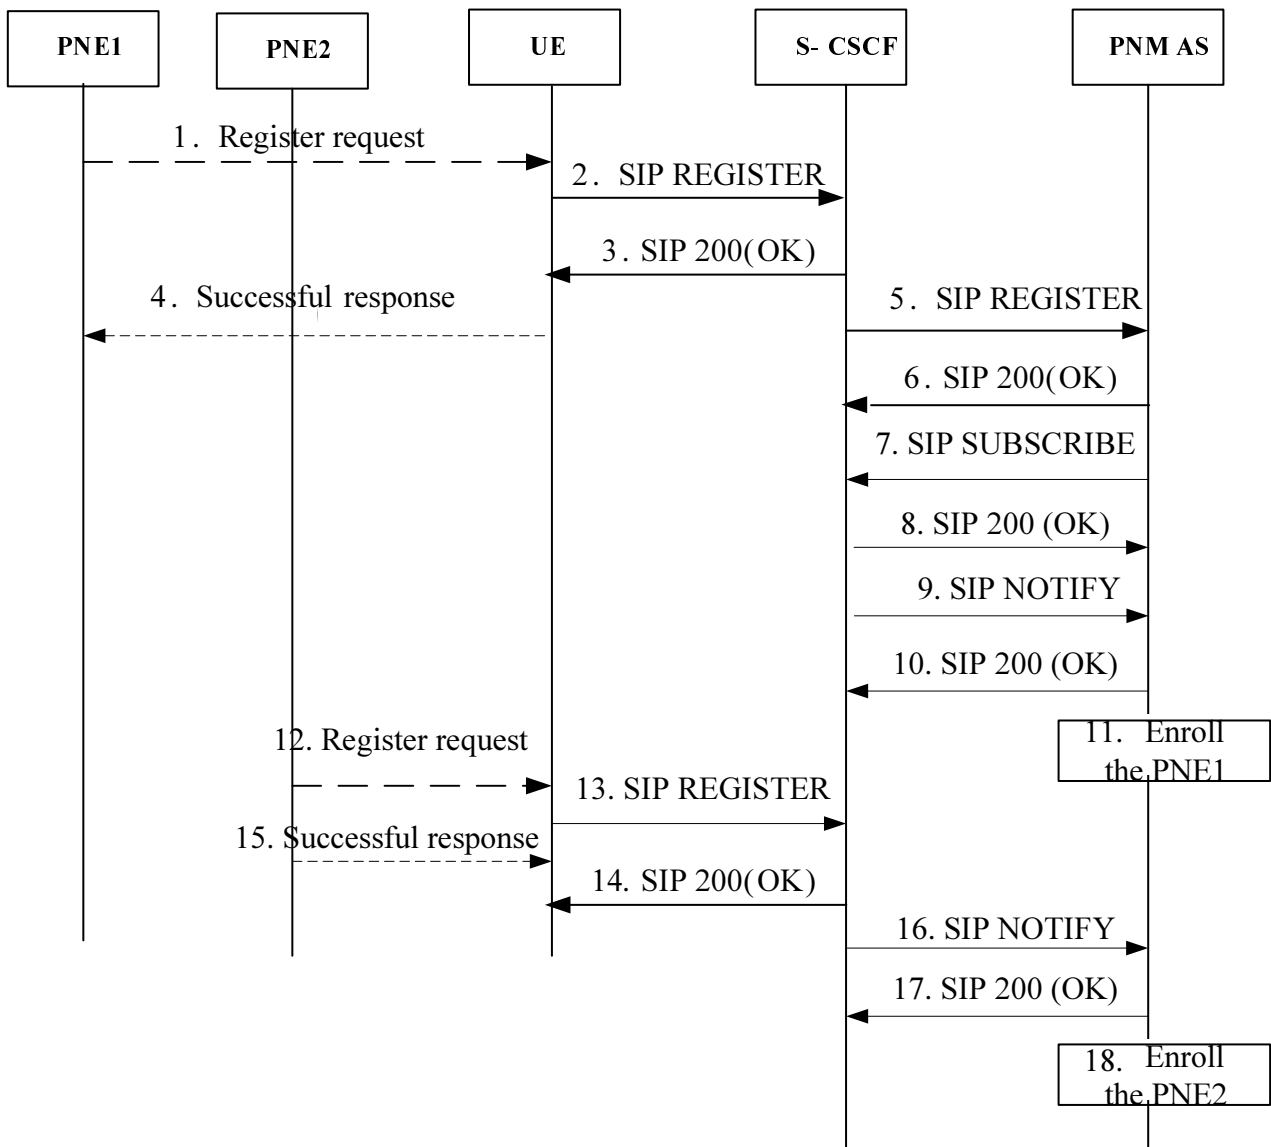 PNE1
PNE2
UE
S- CSCF
PNM AS
1. Register request
2. SIP REGISTER
3. SIP 200(OK)
4. Successful response
5. SIP REGISTER
6. SIP 200(OK)
7. SIP SUBSCRIBE
8. SIP 200 (OK)
9. SIP NOTIFY
10. SIP 200 (OK)
11. Enroll
the PNE1
12. Register request
13. SIP REGISTER
15. Successful response
14. SIP 200(OK)
16. SIP NOTIFY
17. SIP 200 (OK)
18. Enroll
the PNE2